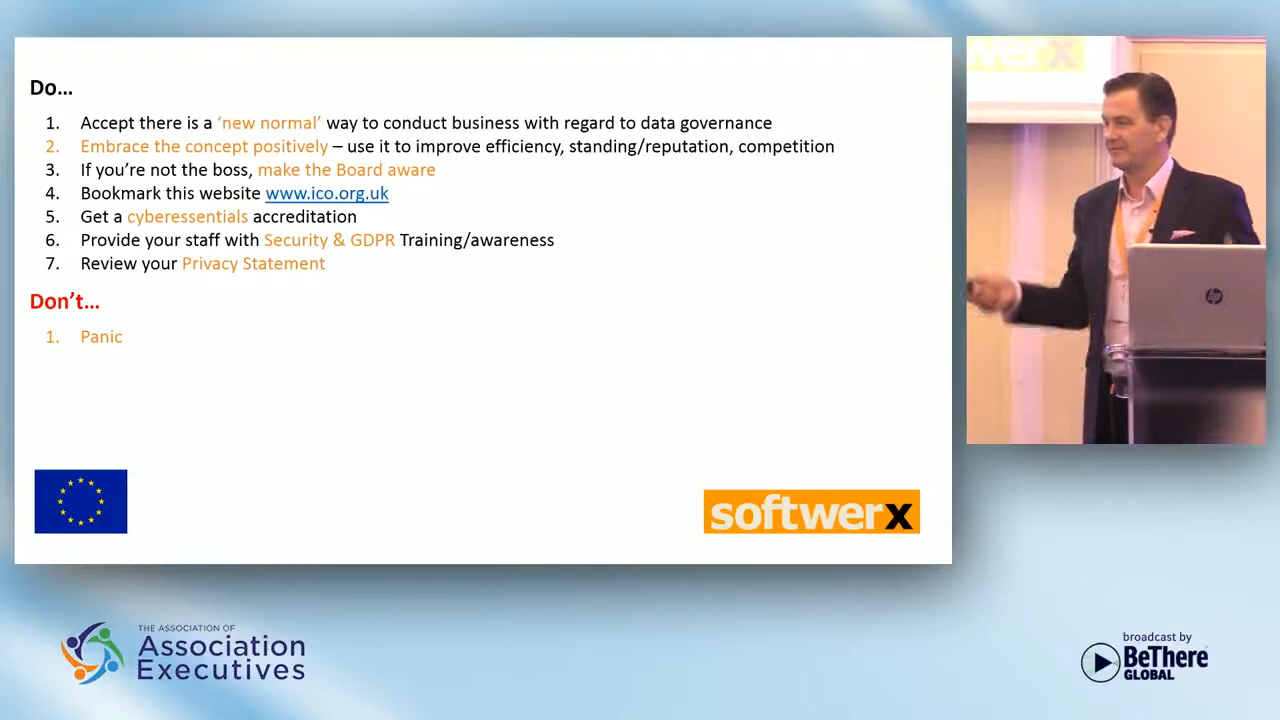 Do...
1. Accept there is a ‘new normal’ way to conduct business with regard to data governance
2. Embrace the concept positively – use it to improve efficiency, standing/reputation, competition
3. If you’re not the boss, make the Board aware
4. Bookmark this website www.ico.org.uk
5. Get a cyberessentials accreditation
6. Provide your staff with Security & GDPR Training/awareness
7. Review your Privacy Statement
Don’t...
1. Panic
softwerx
werx
hp
THE ASSOCIATION OF
Association
EXECUTIVES
broadcast by
BeThere
GLOBAL